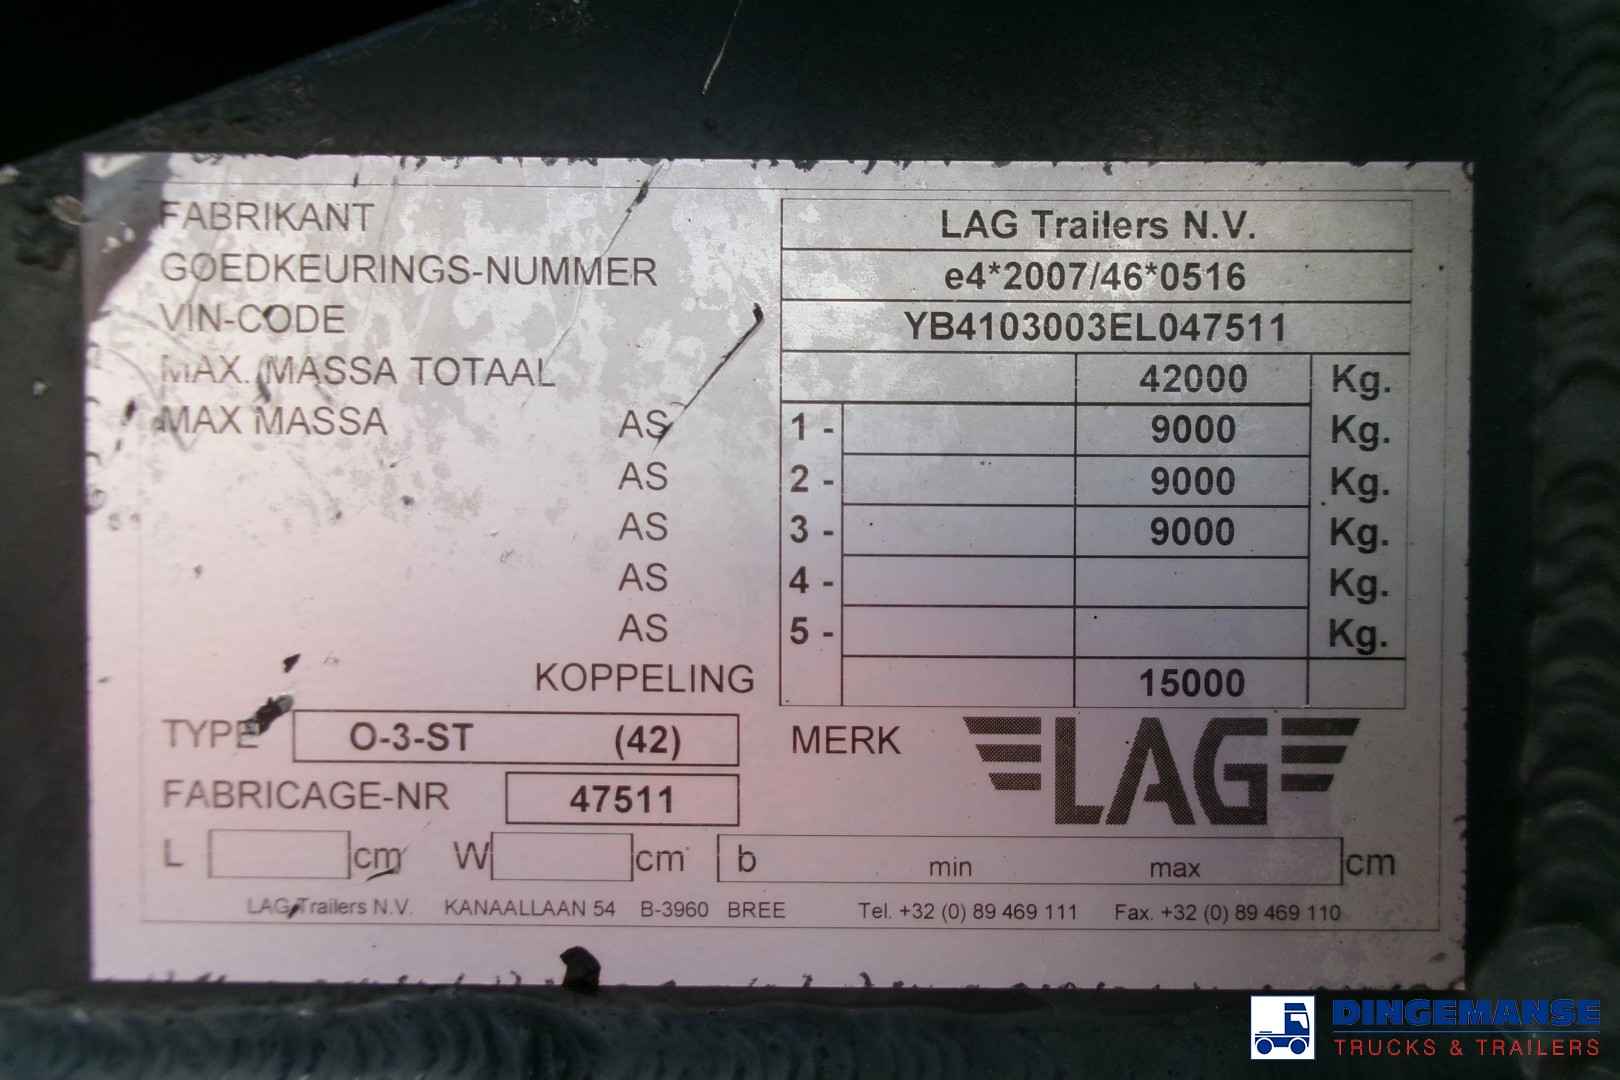 FABRIKANT LAG Trailers N.V.
GOEDKEURINGS-NUMMER e4*2007/46*0516
VIN-CODE YB4103003EL047511
MAX. MASSA TOTAAL 42000 Kg.
MAX MASSA AS 1 - 9000 Kg.
AS 2 - 9000 Kg.
AS 3 - 9000 Kg.
AS 4 - Kg.
AS 5 - Kg.
KOPPELING 15000
TYPE O-3-ST (42) MERK LAG
FABRICAGE-NR 47511
L cm W cm b min max cm
LAG Trailers N.V. KANAALLAAN 54 B-3960 BREE Tel. +32 (0) 89 469 111 Fax. +32 (0) 89 469 110
DINGEMANSE
TRUCKS & TRAILERS